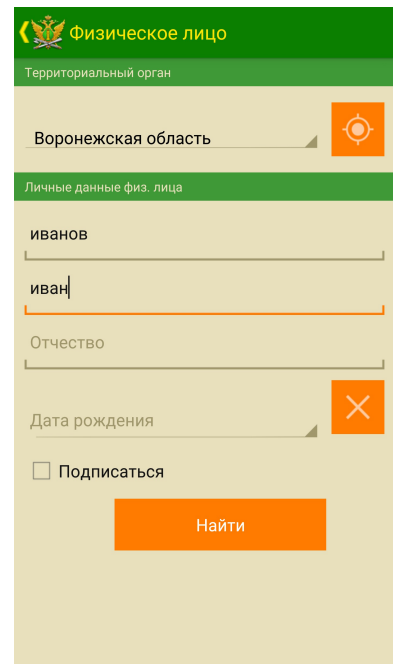 Физическое лицо
Территориальный орган
Воронежская область
Личные данные физ. лица
иванов
иван
Отчество
Дата рождения
Подписаться
Найти